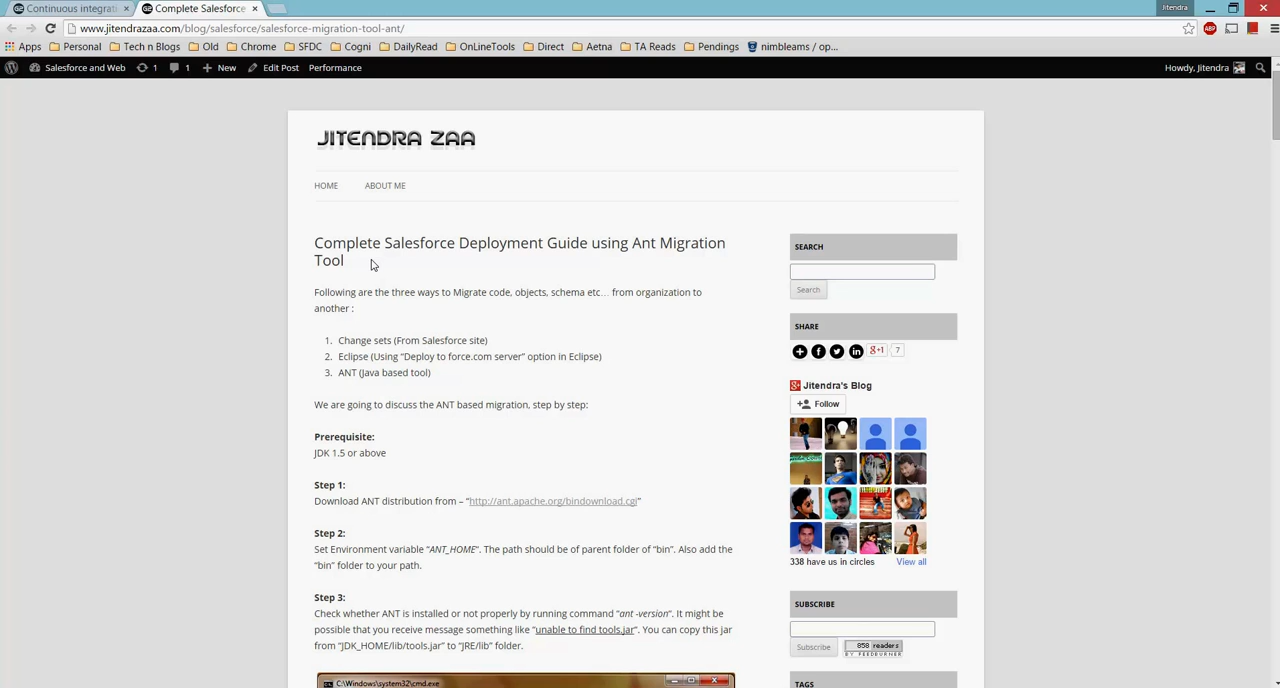 Continuous integrati
Complete Salesforce
Jitendra
www.jitendrazaa.com/blog/salesforce/salesforce-migration-tool-ant/
Apps Personal Tech n Blogs Old Chrome SFDC Cogni DailyRead OnLineTools Direct Aetna TA Reads Pendings nimbleams / op...
Salesforce and Web 1 1 New Edit Post Performance Howdy, Jitendra
JITENDRA ZAA
HOME ABOUT ME
Complete Salesforce Deployment Guide using Ant Migration
Tool
Following are the three ways to Migrate code, objects, schema etc… from organization to
another :
1. Change sets (From Salesforce site)
2. Eclipse (Using “Deploy to force.com server” option in Eclipse)
3. ANT (Java based tool)
We are going to discuss the ANT based migration, step by step:
Prerequisite:
JDK 1.5 or above
Step 1:
Download ANT distribution from – “http://ant.apache.org/bindownload.cgi”
Step 2:
Set Environment variable “ANT_HOME“. The path should be of parent folder of “bin”. Also add the
“bin” folder to your path.
Step 3:
Check whether ANT is installed or not properly by running command “ant -version“. It might be
possible that you receive message something like “unable to find tools.jar“. You can copy this jar
from “JDK_HOME/lib/tools.jar” to “JRE/lib” folder.
C:\Windows\system32\cmd.exe
SEARCH
Search
SHARE
g+1 7
Jitendra's Blog
Follow
338 have us in circles View all
SUBSCRIBE
Subscribe
858 readers
BY FEEDBURNER
TAGS